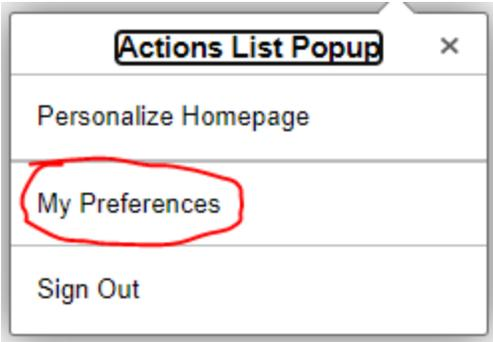 Actions List Popup ×
Personalize Homepage
My Preferences
Sign Out